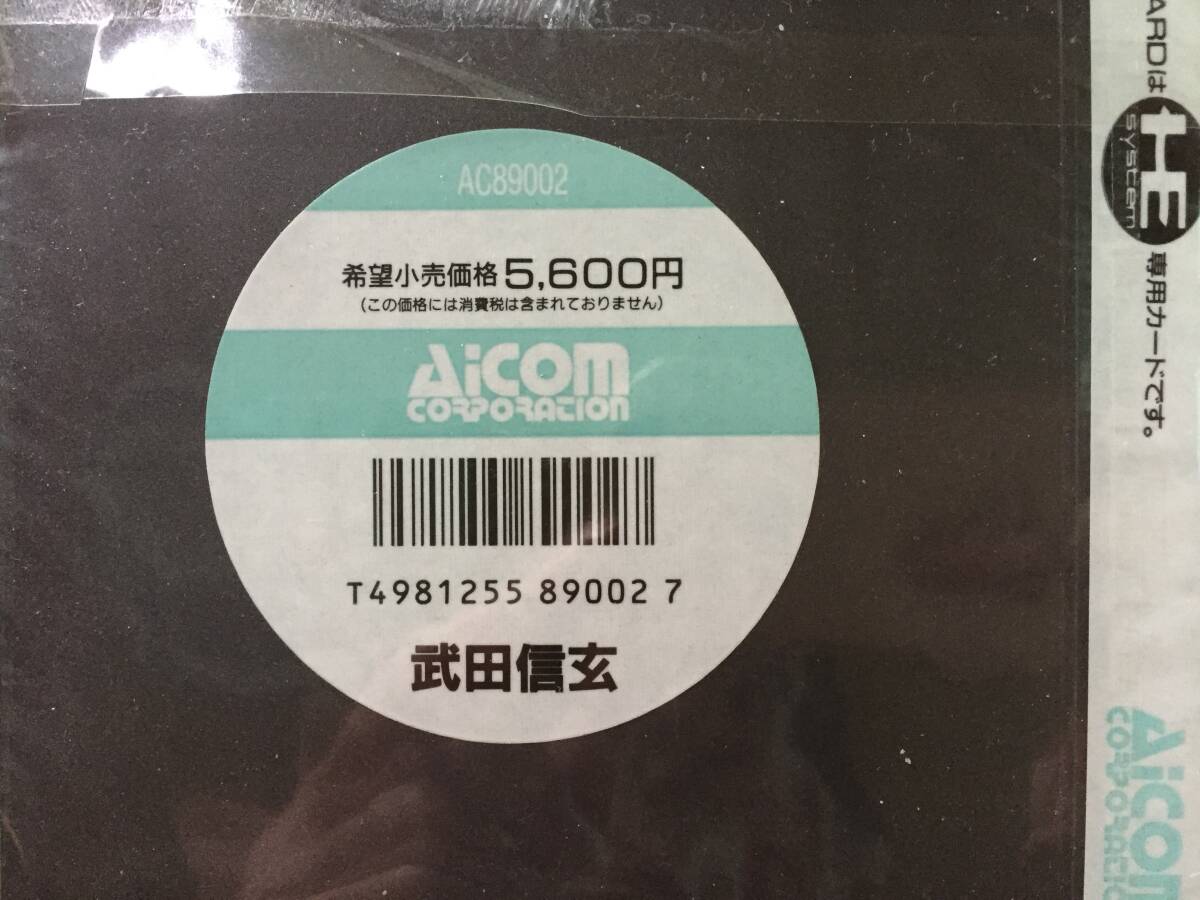 AC89002
希望小売価格 5,600円
(この価格には消費税は含まれておりません)
AiCOM
CORPORATION
T4981255 89002 7
武田信玄
ARDは HE system 専用カードです。
AiCOM
CORPORATIO